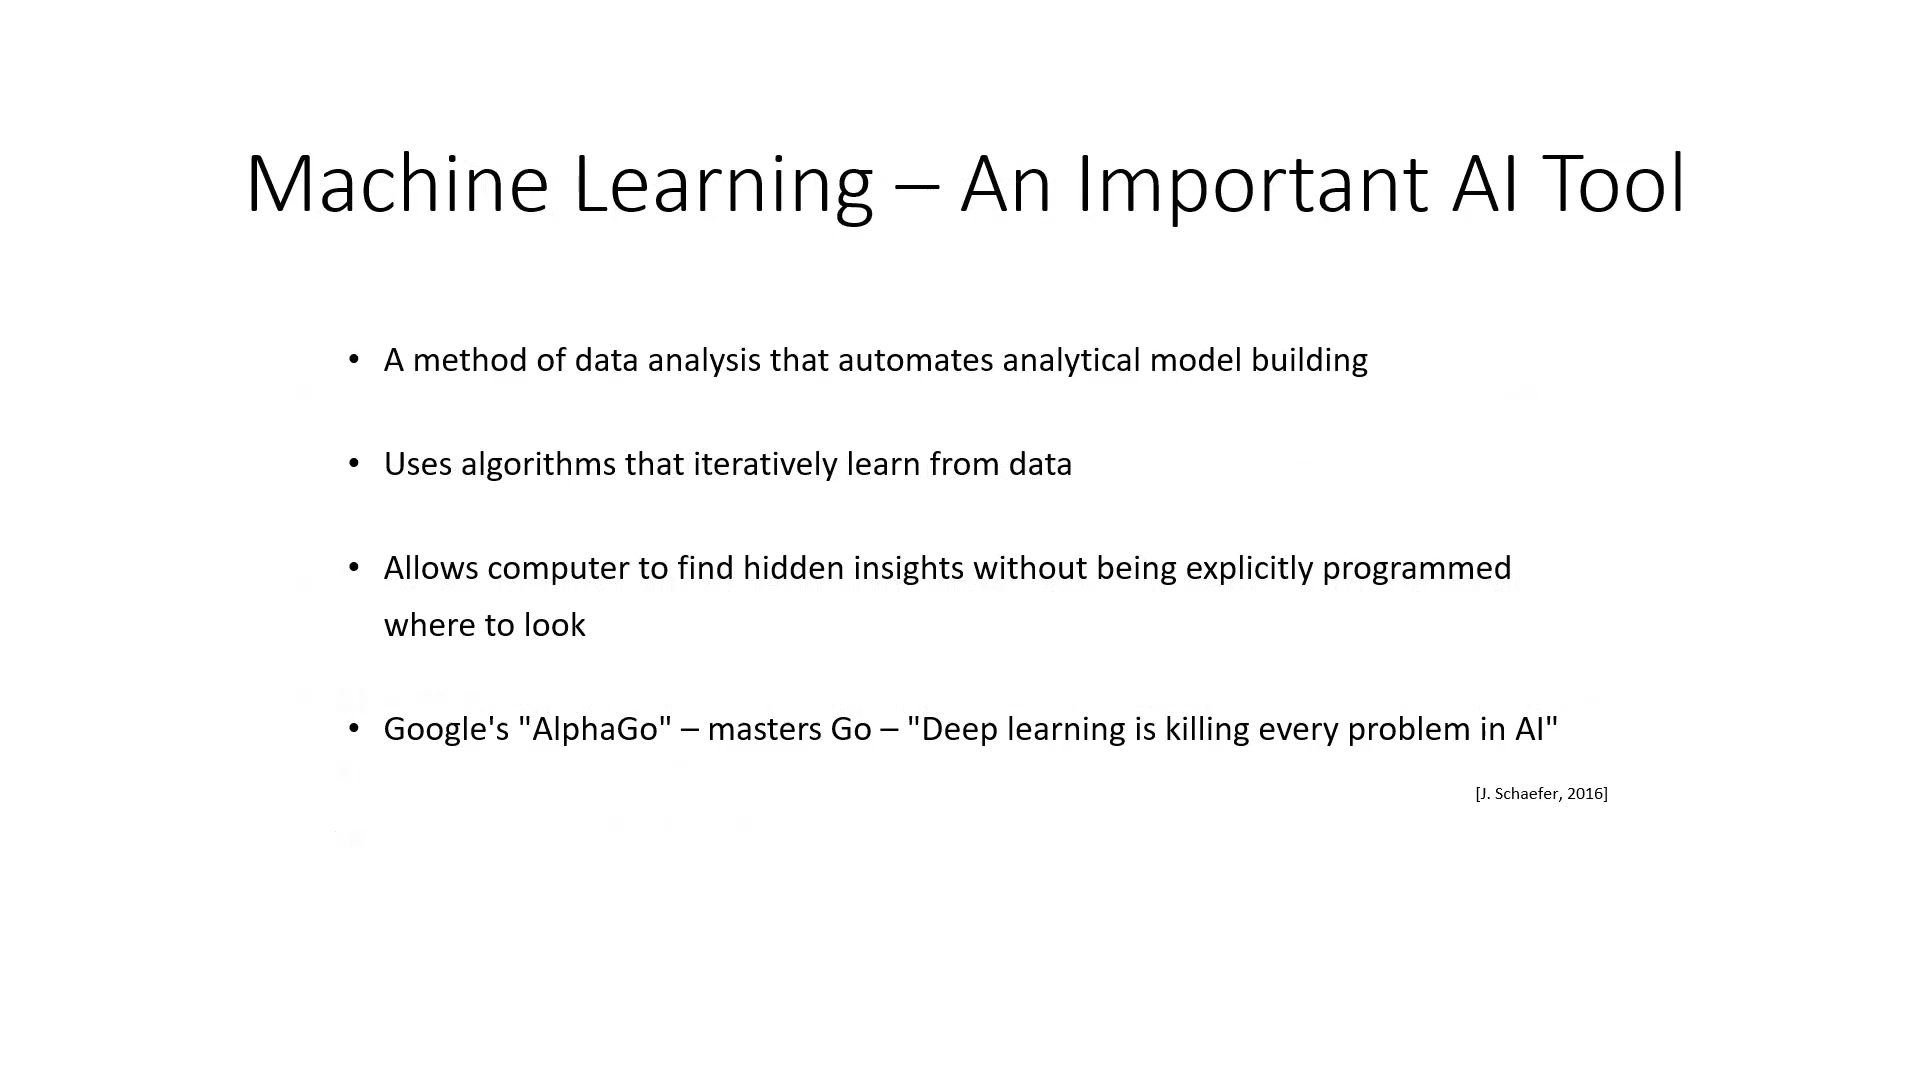 Machine Learning – An Important AI Tool
• A method of data analysis that automates analytical model building
• Uses algorithms that iteratively learn from data
• Allows computer to find hidden insights without being explicitly programmed
where to look
• Google's "AlphaGo" – masters Go – "Deep learning is killing every problem in AI"
[J. Schaefer, 2016]